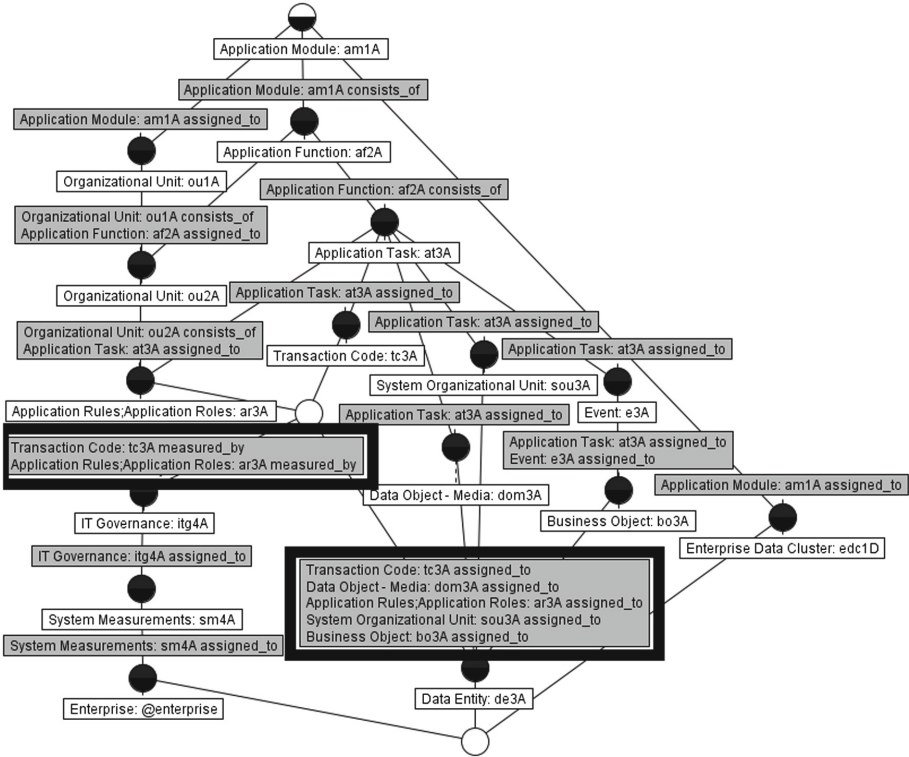 Application Module: am1A
Application Module: am1A consists_of
Application Module: am1A assigned_to
Application Function: af2A
Organizational Unit: ou1A
Application Function: af2A consists_of
Organizational Unit: ou1A consists_of
Application Function: af2A assigned_to
Application Task: at3A
Organizational Unit: ou2A
Application Task: at3A assigned_to
Organizational Unit: ou2A consists_of
Application Task: at3A assigned_to
Application Task: at3A assigned_to
Transaction Code: tc3A
Application Task: at3A assigned_to
System Organizational Unit: sou3A
Application Rules;Application Roles: ar3A
Application Task: at3A assigned_to
Event: e3A
Transaction Code: tc3A measured_by
Application Rules;Application Roles: ar3A measured_by
Application Task: at3A assigned_to
Event: e3A assigned_to
Data Object - Media: dom3A
Application Module: am1A assigned_to
IT Governance: itg4A
Business Object: bo3A
Enterprise Data Cluster: edc1D
IT Governance: itg4A assigned_to
Transaction Code: tc3A assigned_to
Data Object - Media: dom3A assigned_to
Application Rules;Application Roles: ar3A assigned_to
System Organizational Unit: sou3A assigned_to
Business Object: bo3A assigned_to
System Measurements: sm4A
System Measurements: sm4A assigned_to
Data Entity: de3A
Enterprise: @enterprise